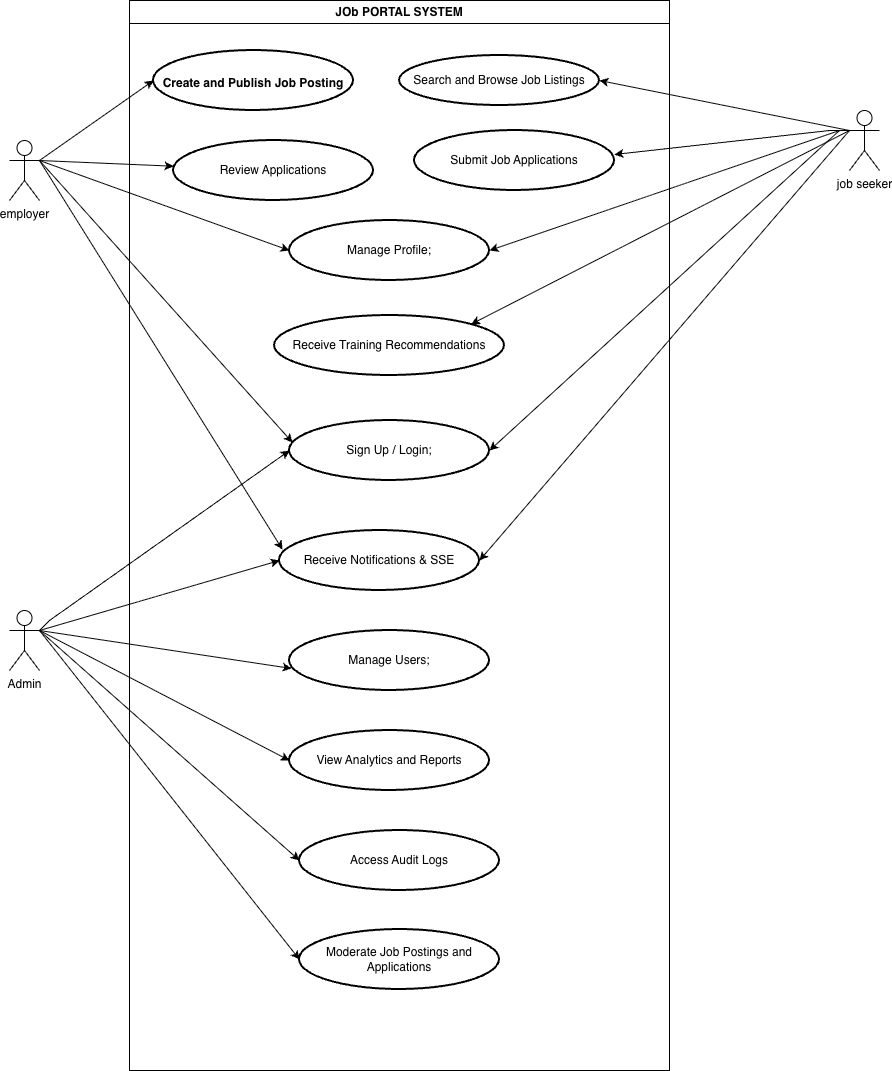 JOb PORTAL SYSTEM
Create and Publish Job Posting
Search and Browse Job Listings
Review Applications
Submit Job Applications
employer
job seeker
Manage Profile;
Receive Training Recommendations
Sign Up / Login;
Receive Notifications & SSE
Manage Users;
Admin
View Analytics and Reports
Access Audit Logs
Moderate Job Postings and
Applications